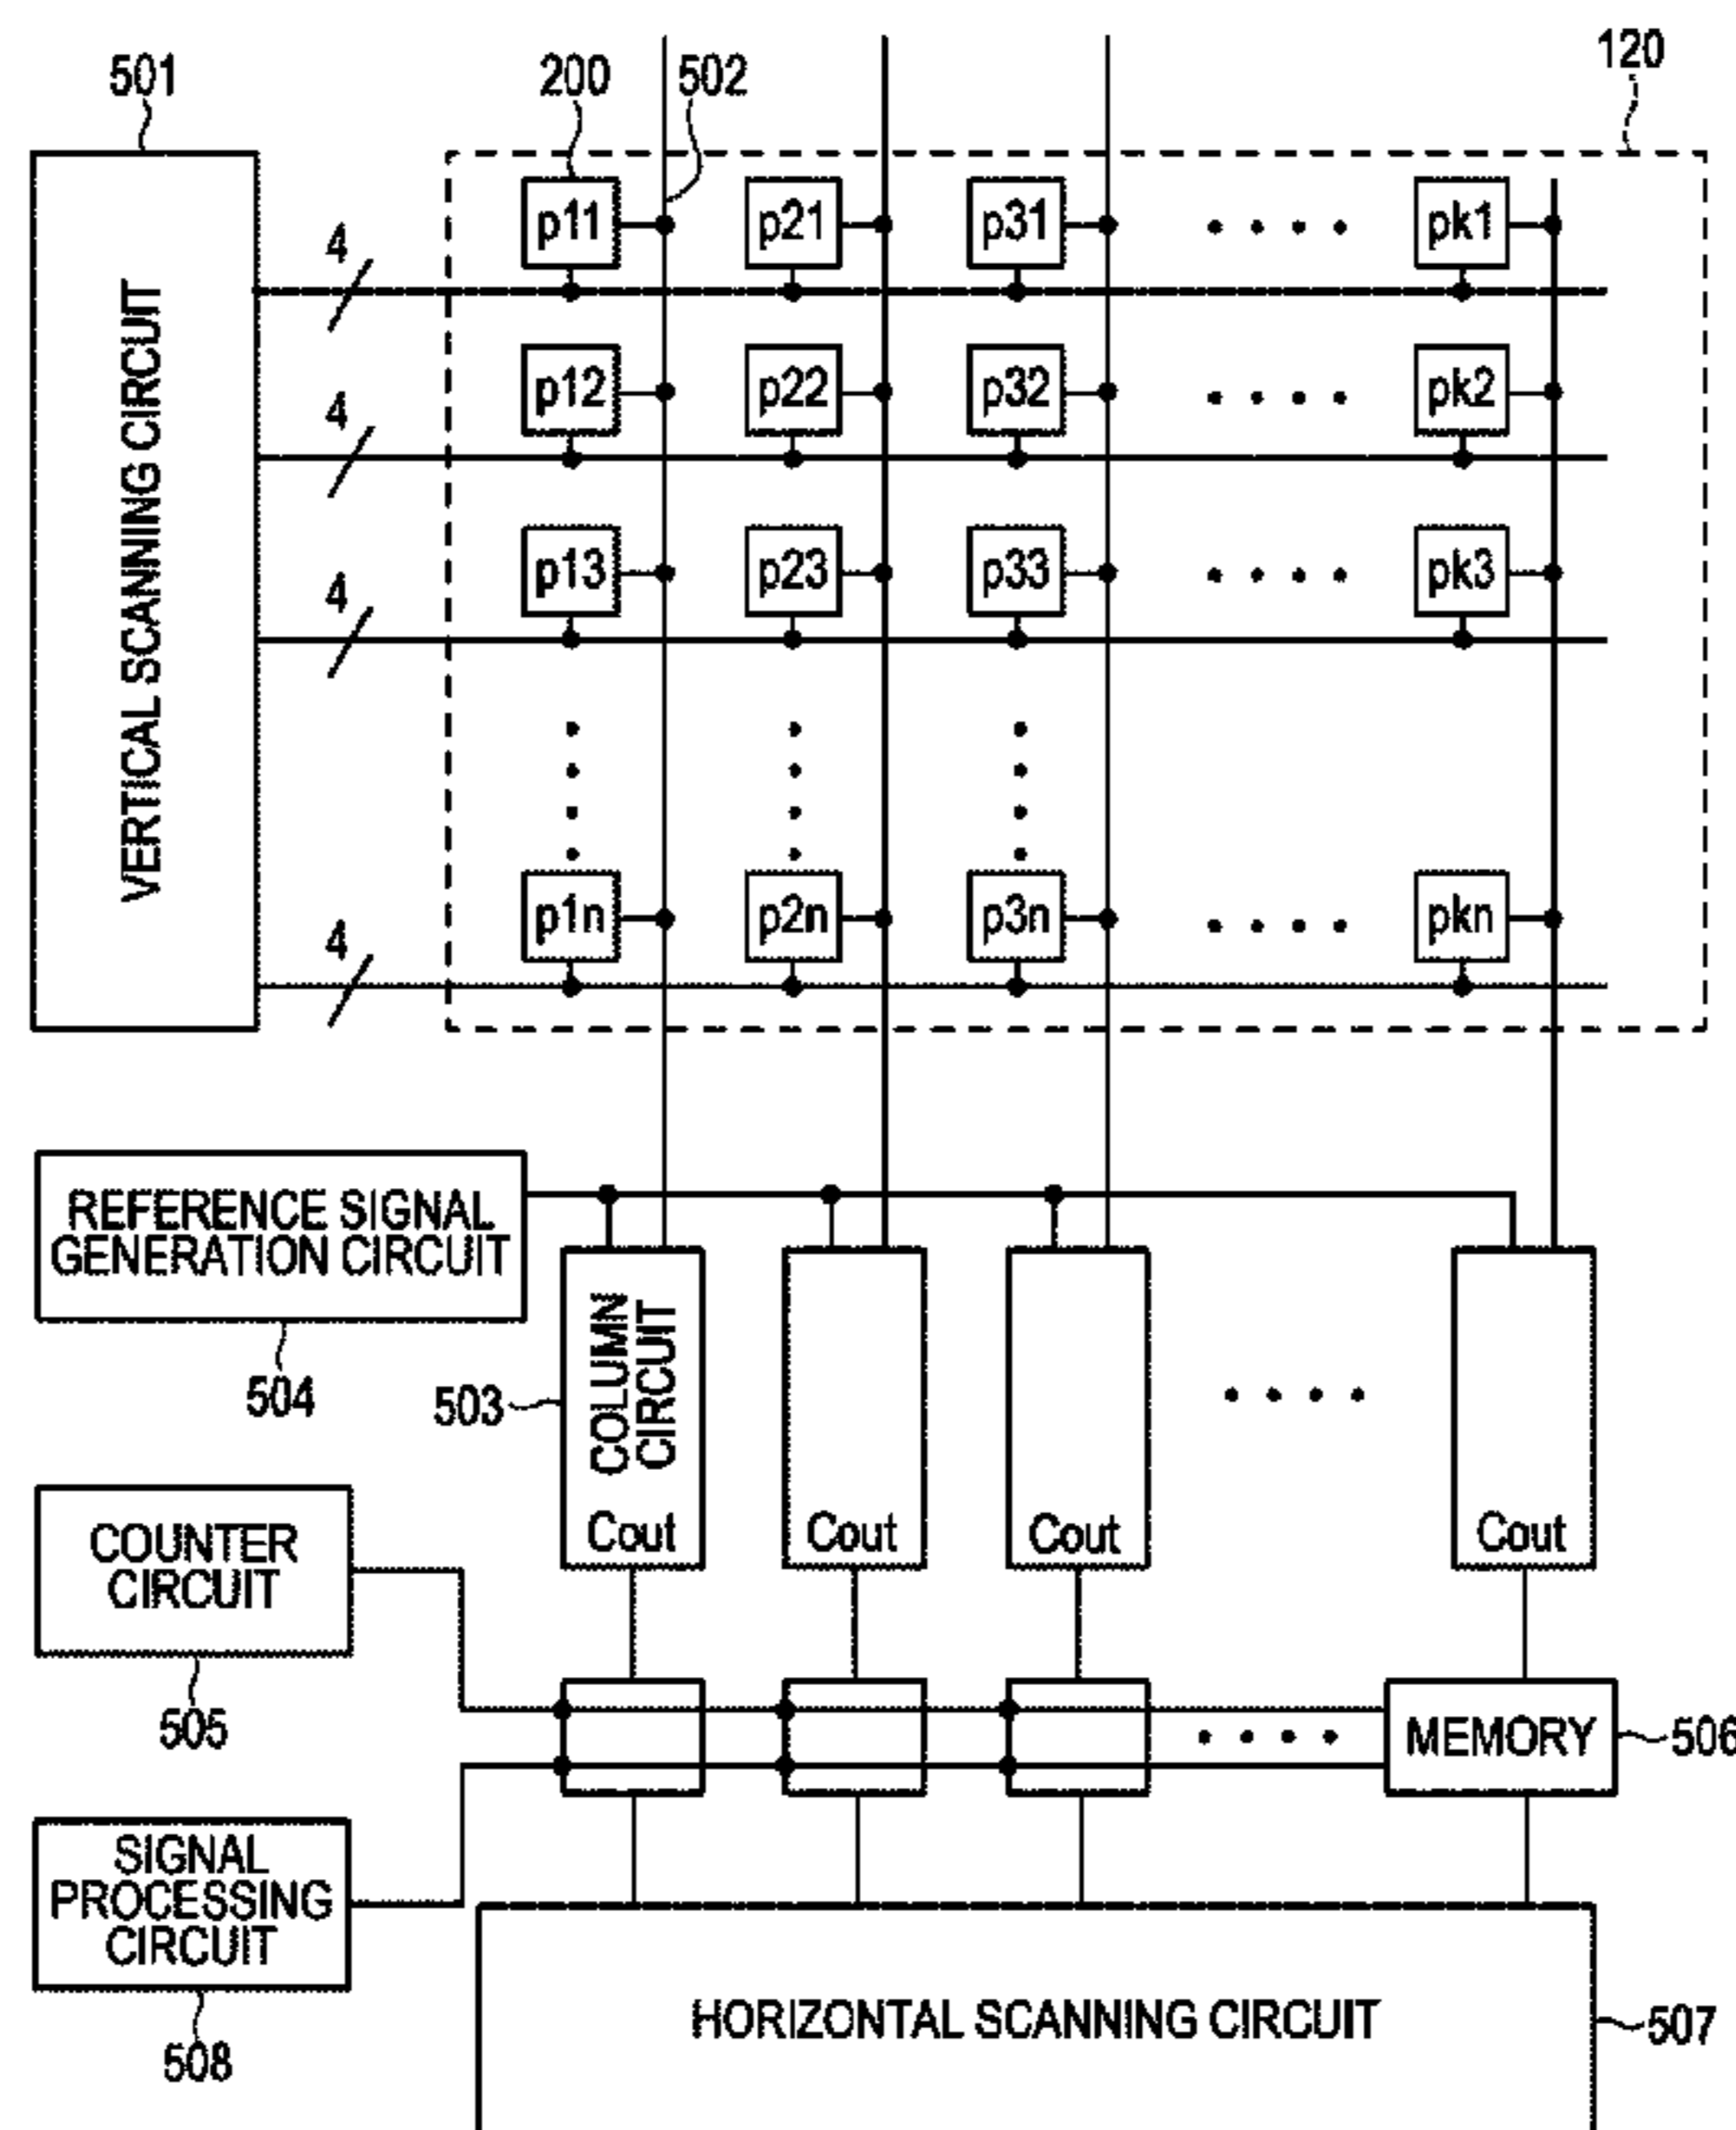 501
200
502
120
p11
p21
p31
pk1
4
VERTICAL SCANNING CIRCUIT
p12
p22
p32
pk2
4
p13
p23
p33
pk3
4
p1n
p2n
p3n
pkn
4
REFERENCE SIGNAL
GENERATION CIRCUIT
504
503
COLUMN
CIRCUIT
Cout
Cout
Cout
Cout
COUNTER
CIRCUIT
505
MEMORY
506
SIGNAL
PROCESSING
CIRCUIT
508
HORIZONTAL SCANNING CIRCUIT
507